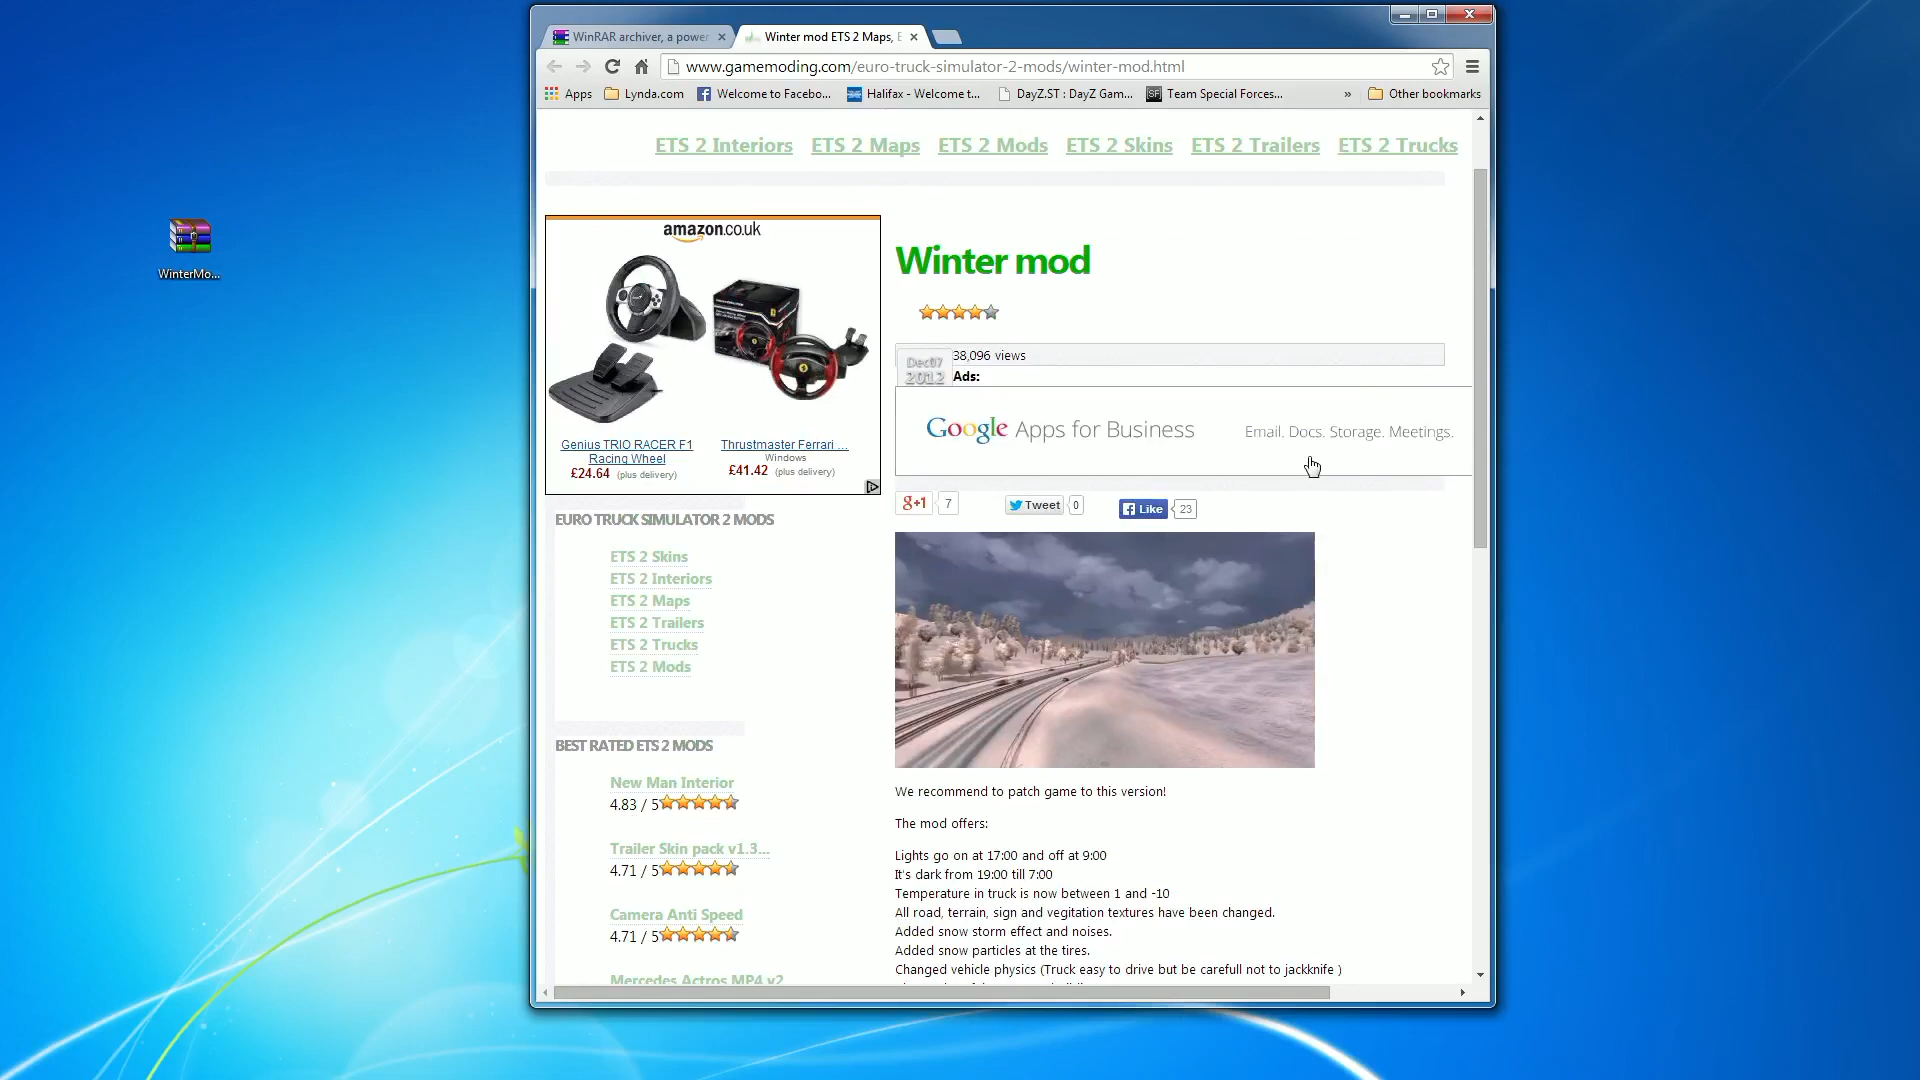 WinRAR archiver, a power
Winter mod ETS 2 Maps, E
www.gamemoding.com/euro-truck-simulator-2-mods/winter-mod.html
Apps
Lynda.com
Welcome to Facebo...
Halifax - Welcome t...
DayZ.ST : DayZ Gam...
Team Special Forces...
»
Other bookmarks
WinterMo...
ETS 2 Interiors
ETS 2 Maps
ETS 2 Mods
ETS 2 Skins
ETS 2 Trailers
ETS 2 Trucks
amazon.co.uk
Genius TRIO RACER F1
Racing Wheel
£24.64 (plus delivery)
Thrustmaster Ferrari ...
Windows
£41.42 (plus delivery)
Winter mod
Dec07
2012
38,096 views
Ads:
Google Apps for Business
Email. Docs. Storage. Meetings.
g+1 7
Tweet 0
Like 23
EURO TRUCK SIMULATOR 2 MODS
ETS 2 Skins
ETS 2 Interiors
ETS 2 Maps
ETS 2 Trailers
ETS 2 Trucks
ETS 2 Mods
BEST RATED ETS 2 MODS
New Man Interior
4.83 / 5
Trailer Skin pack v1.3...
4.71 / 5
Camera Anti Speed
4.71 / 5
Mercedes Actros MP4 v2
We recommend to patch game to this version!
The mod offers:
Lights go on at 17:00 and off at 9:00
It's dark from 19:00 till 7:00
Temperature in truck is now between 1 and -10
All road, terrain, sign and vegitation textures have been changed.
Added snow storm effect and noises.
Added snow particles at the tires.
Changed vehicle physics (Truck easy to drive but be carefull not to jackknife )